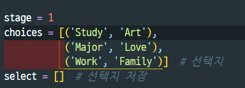 stage = 1
choices = [('Study', 'Art'),
('Major', 'Love'),
('Work', 'Family')]  # 선택지
select = []  # 선택지 저장